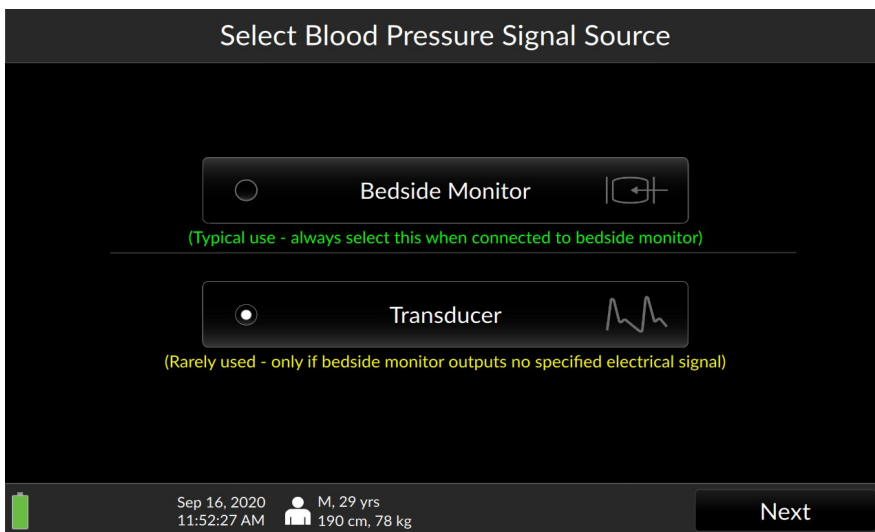 Select Blood Pressure Signal Source
Bedside Monitor
(Typical use - always select this when connected to bedside monitor)
Transducer
(Rarely used - only if bedside monitor outputs no specified electrical signal)
Sep 16, 2020
11:52:27 AM
M, 29 yrs
190 cm, 78 kg
Next